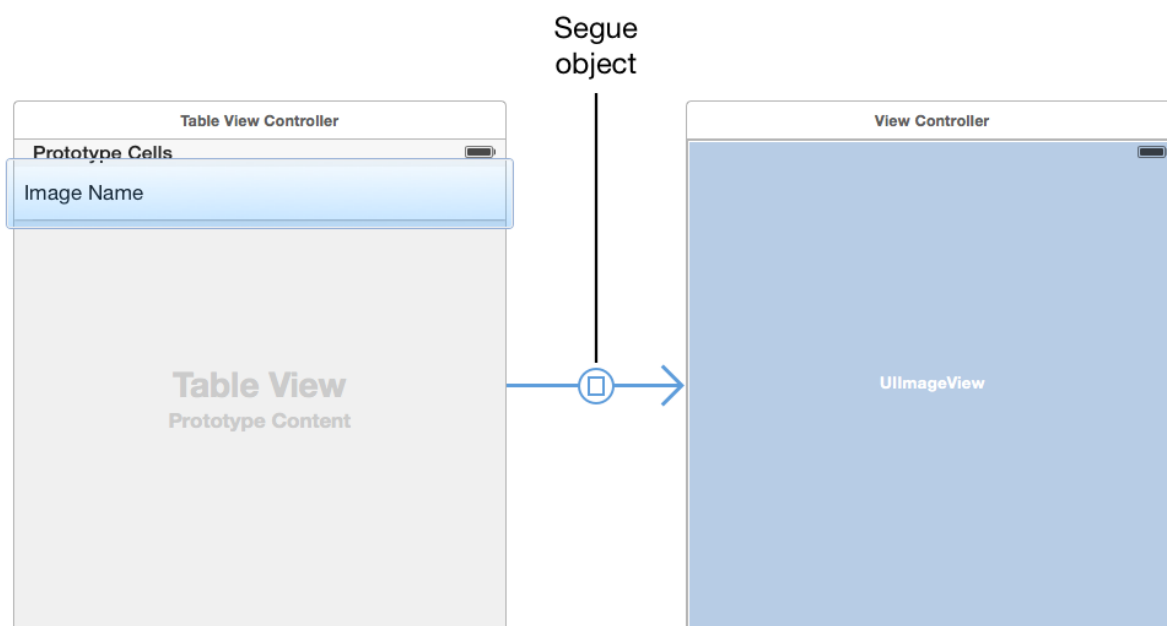 Segue
object
Table View Controller
Prototype Cells
Image Name
Table View
Prototype Content
View Controller
UIImageView